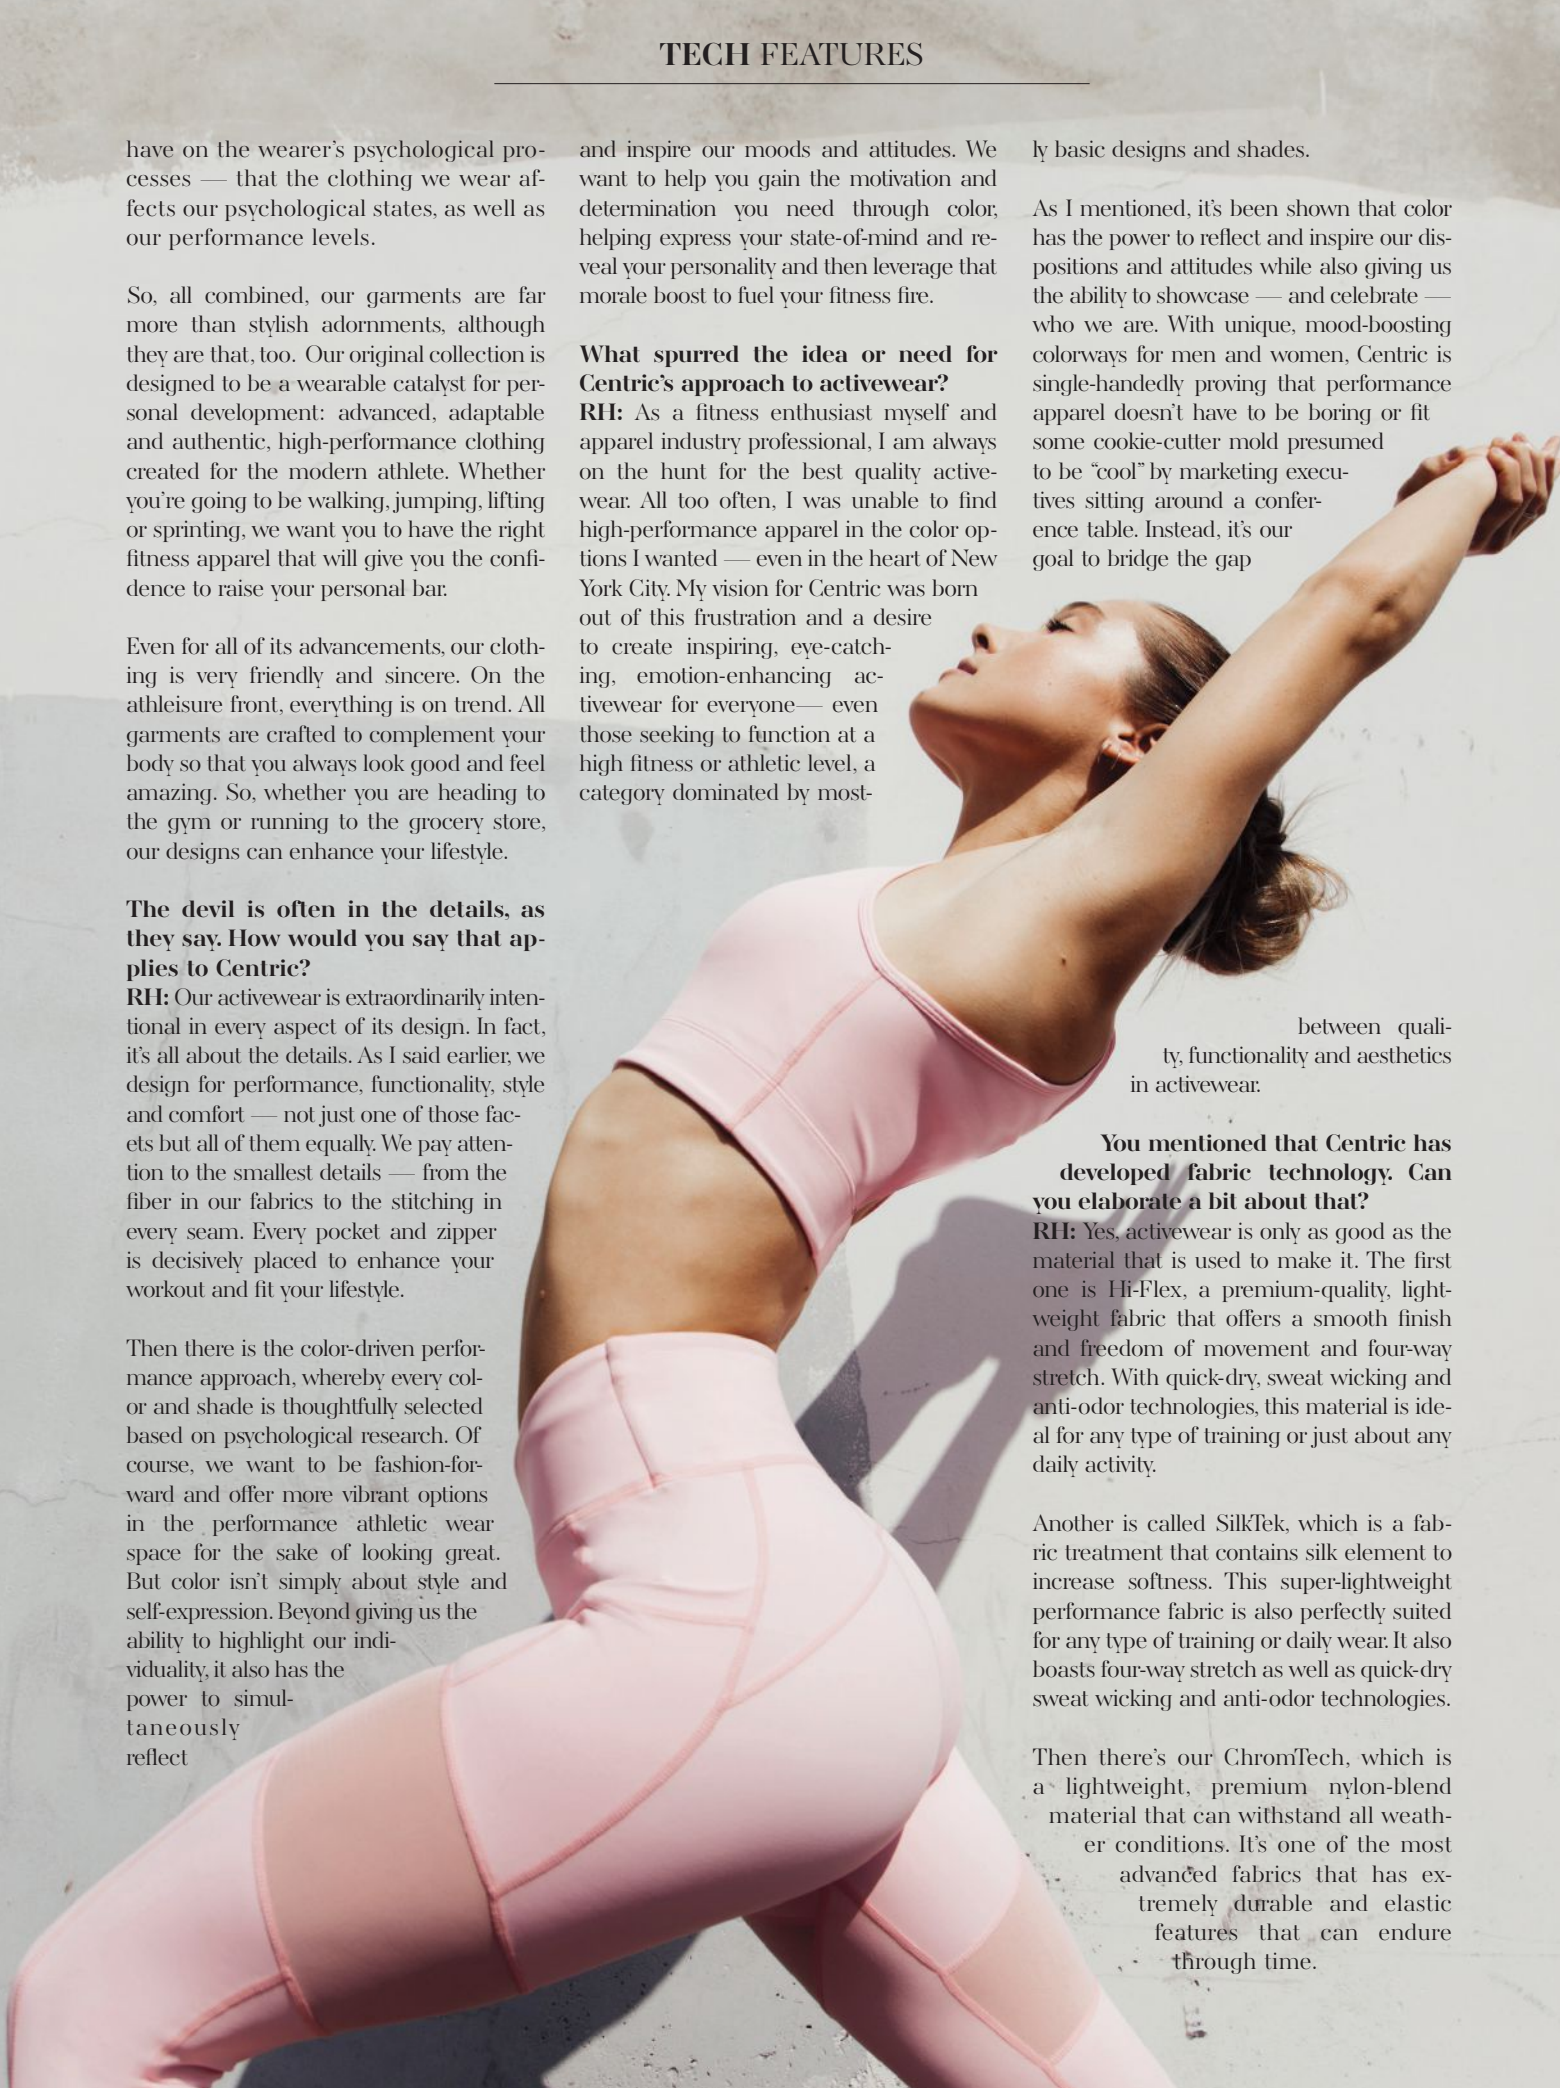 TECH FEATURES
have on the wearer's psychological pro-
cesses — that the clothing we wear af-
fects our psychological states, as well as
our performance levels.
So, all combined, our garments are far
more than stylish adornments, although
they are that, too. Our original collection is
designed to be a wearable catalyst for per-
sonal development: advanced, adaptable
and authentic, high-performance clothing
created for the modern athlete. Whether
you're going to be walking, jumping, lifting
or sprinting, we want you to have the right
fitness apparel that will give you the confi-
dence to raise your personal bar.
Even for all of its advancements, our cloth-
ing is very friendly and sincere. On the
athleisure front, everything is on trend. All
garments are crafted to complement your
body so that you always look good and feel
amazing. So, whether you are heading to
the gym or running to the grocery store,
our designs can enhance your lifestyle.
The devil is often in the details, as
they say. How would you say that ap-
plies to Centric?
RH: Our activewear is extraordinarily inten-
tional in every aspect of its design. In fact,
it's all about the details. As I said earlier, we
design for performance, functionality, style
and comfort — not just one of those fac-
ets but all of them equally. We pay atten-
tion to the smallest details — from the
fiber in our fabrics to the stitching in
every seam. Every pocket and zipper
is decisively placed to enhance your
workout and fit your lifestyle.
Then there is the color-driven perfor-
mance approach, whereby every col-
or and shade is thoughtfully selected
based on psychological research. Of
course, we want to be fashion-for-
ward and offer more vibrant options
in the performance athletic wear
space for the sake of looking great.
But color isn't simply about style and
self-expression. Beyond giving us the
ability to highlight our indi-
viduality, it also has the
power to simul-
taneously
reflect
and inspire our moods and attitudes. We
want to help you gain the motivation and
determination you need through color,
helping express your state-of-mind and re-
veal your personality and then leverage that
morale boost to fuel your fitness fire.
What spurred the idea or need for
Centric's approach to activewear?
RH: As a fitness enthusiast myself and
apparel industry professional, I am always
on the hunt for the best quality active-
wear. All too often, I was unable to find
high-performance apparel in the color op-
tions I wanted — even in the heart of New
York City. My vision for Centric was born
out of this frustration and a desire
to create inspiring, eye-catch-
ing, emotion-enhancing ac-
tivewear for everyone— even
those seeking to function at a
high fitness or athletic level, a
category dominated by most-
ly basic designs and shades.
As I mentioned, it's been shown that color
has the power to reflect and inspire our dis-
positions and attitudes while also giving us
the ability to showcase — and celebrate —
who we are. With unique, mood-boosting
colorways for men and women, Centric is
single-handedly proving that performance
apparel doesn't have to be boring or fit
some cookie-cutter mold presumed
to be “cool” by marketing execu-
tives sitting around a confer-
ence table. Instead, it's our
goal to bridge the gap
between quali-
ty, functionality and aesthetics
in activewear.
You mentioned that Centric has
developed fabric technology. Can
you elaborate a bit about that?
RH: Yes, activewear is only as good as the
material that is used to make it. The first
one is Hi-Flex, a premium-quality, light-
weight fabric that offers a smooth finish
and freedom of movement and four-way
stretch. With quick-dry, sweat wicking and
anti-odor technologies, this material is ide-
al for any type of training or just about any
daily activity.
Another is called SilkTek, which is a fab-
ric treatment that contains silk element to
increase softness. This super-lightweight
performance fabric is also perfectly suited
for any type of training or daily wear. It also
boasts four-way stretch as well as quick-dry
sweat wicking and anti-odor technologies.
Then there's our ChromTech, which is
a lightweight, premium nylon-blend
material that can withstand all weath-
er conditions. It's one of the most
advanced fabrics that has ex-
tremely durable and elastic
features that can endure
through time.